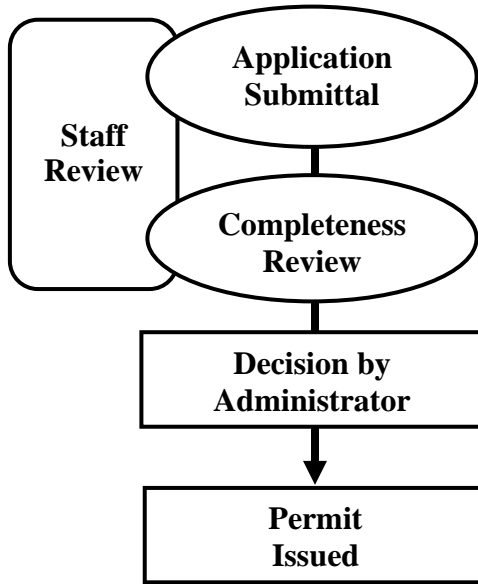 Application
Submittal
Staff
Review
Completeness
Review
Decision by
Administrator
Permit
Issued